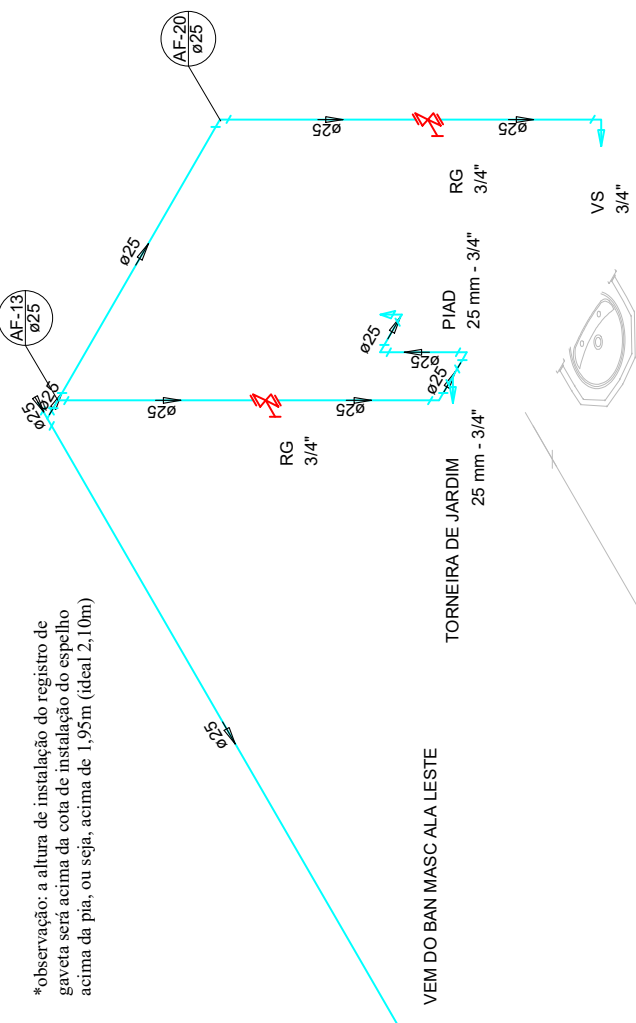 *observação: a altura de instalação do registro de
gaveta será acima da cota de instalação do espelho
acima da pia, ou seja, acima de 1,95m (ideal 2,10m)
AF-13
ø25
AF-20
ø25
ø25
ø25
ø25
ø25
ø25
ø25
RG
3/4"
ø25
ø25
RG
3/4"
ø25
ø25
ø25
ø25
PIAD
25 mm - 3/4"
TORNEIRA DE JARDIM
25 mm - 3/4"
VS
3/4"
VEM DO BAN MASC ALA LESTE